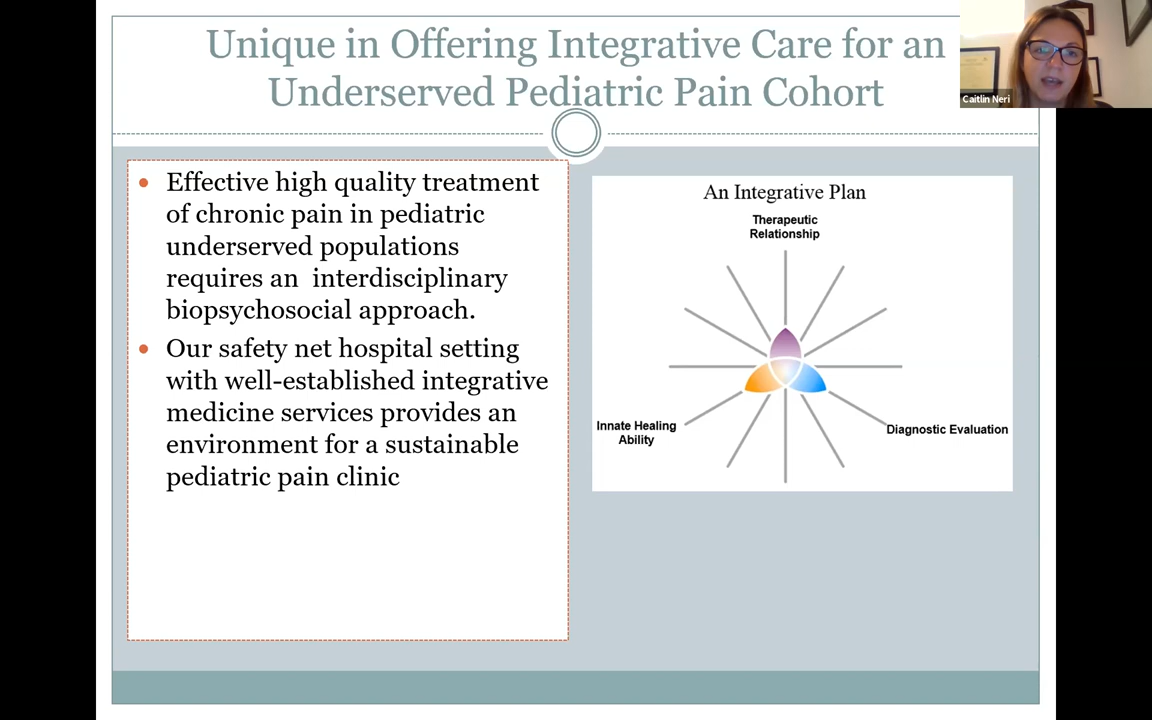 Unique in Offering Integrative Care for an
Underserved Pediatric Pain Cohort
Caitlin Neri
• Effective high quality treatment
of chronic pain in pediatric
underserved populations
requires an  interdisciplinary
biopsychosocial approach.
• Our safety net hospital setting
with well-established integrative
medicine services provides an
environment for a sustainable
pediatric pain clinic
An Integrative Plan
Therapeutic
Relationship
Innate Healing
Ability
Diagnostic Evaluation